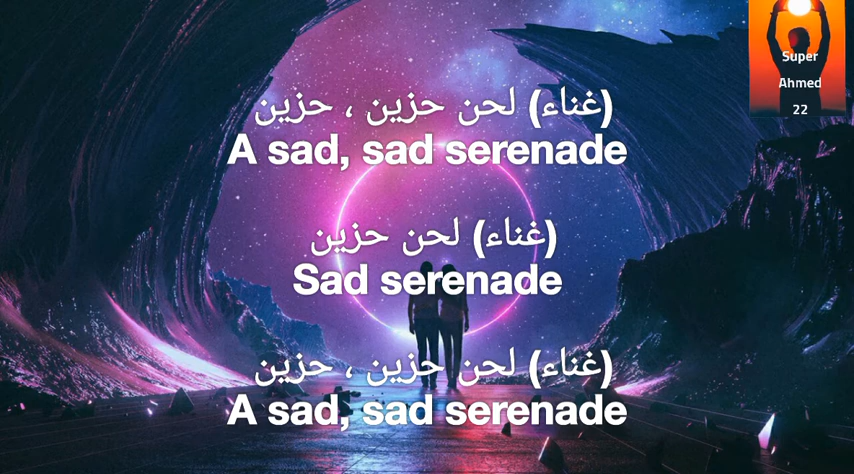 (غناء) لحن حزين ، حزين
A sad, sad serenade
(غناء) لحن حزين
Sad serenade
(غناء) لحن حزين ، حزين
A sad, sad serenade
Super
Ahmed
22